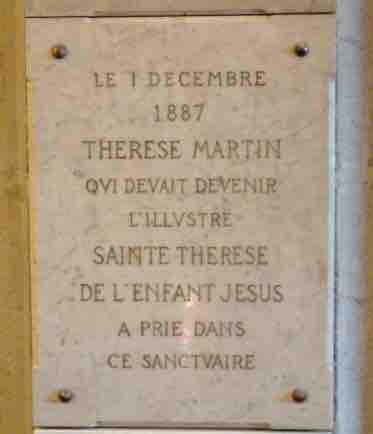 LE 1 DECEMBRE
1887
THERESE MARTIN
QVI DEVAIT DEVENIR
L'ILLVSTRE
SAINTE THERESE
DE L'ENFANT JESUS
A PRIE DANS
CE SANCTVAIRE